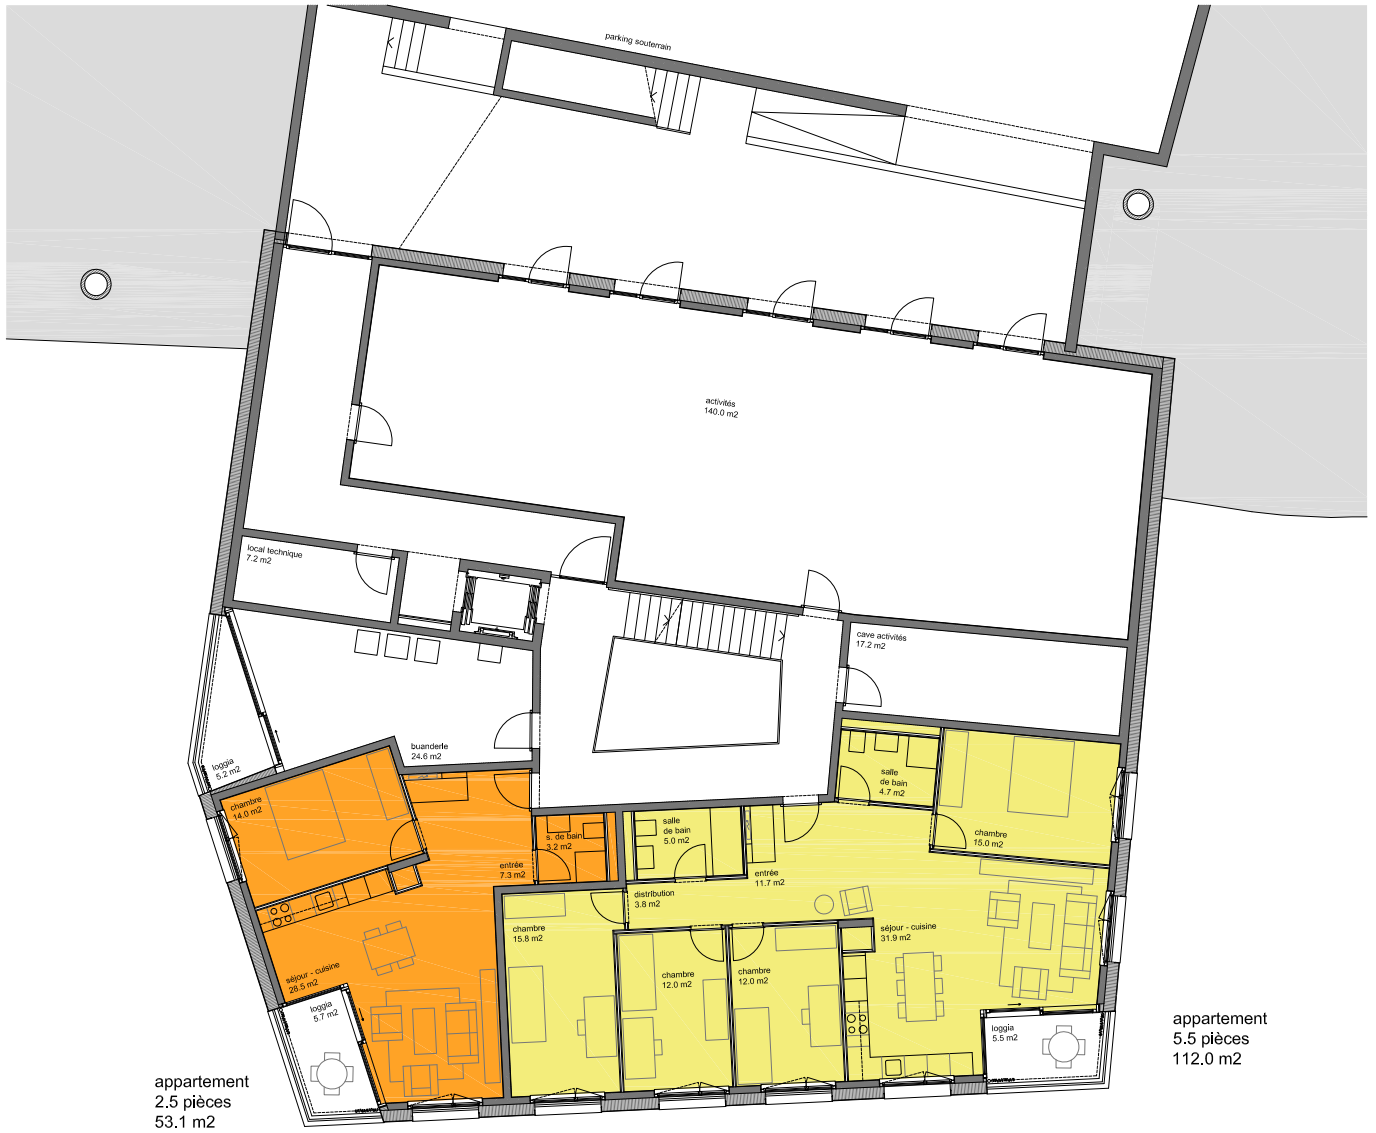 parking souterrain
activités
140.0 m2
local technique
7.2 m2
cave activités
17.2 m2
buanderie
24.6 m2
loggia
5.2 m2
chambre
14.0 m2
s. de bain
3.2 m2
entrée
7.3 m2
séjour - cuisine
28.5 m2
loggia
5.7 m2
salle
de bain
4.7 m2
chambre
15.0 m2
salle
de bain
5.0 m2
entrée
11.7 m2
distribution
3.8 m2
chambre
15.8 m2
chambre
12.0 m2
chambre
12.0 m2
séjour - cuisine
31.9 m2
loggia
5.5 m2
appartement
5.5 pièces
112.0 m2
appartement
2.5 pièces
53.1 m2